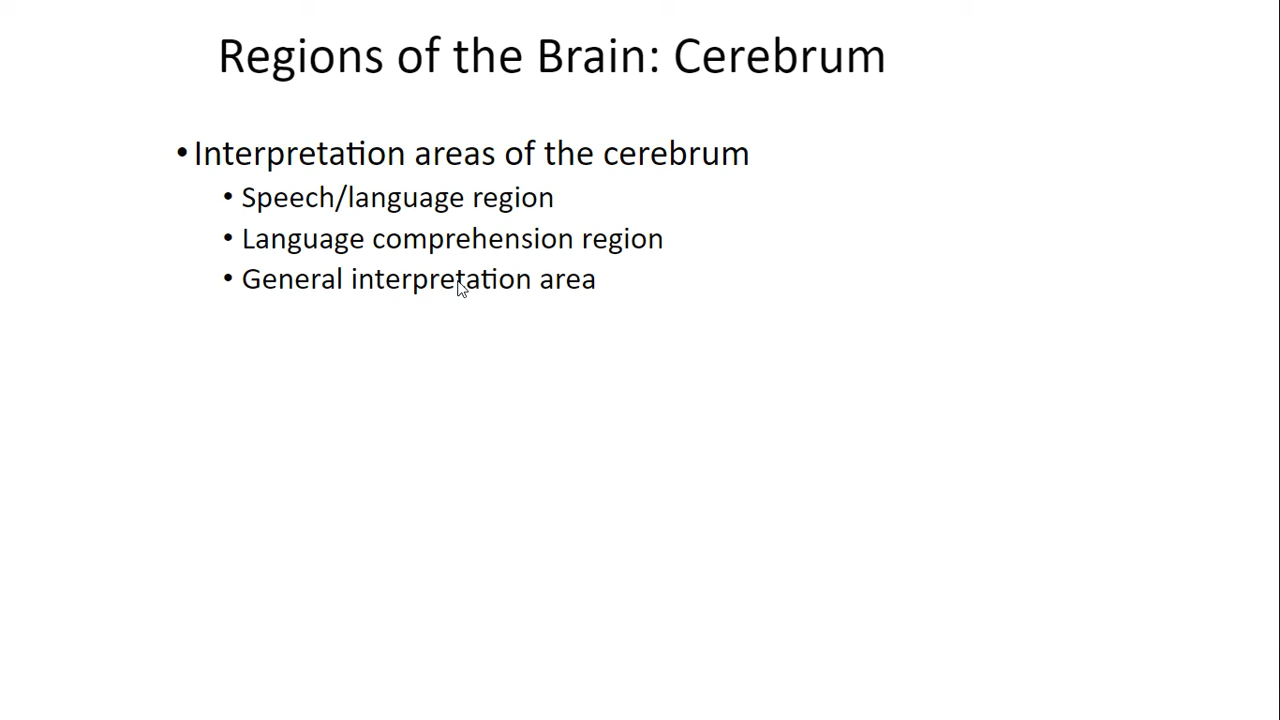 Regions of the Brain: Cerebrum
• Interpretation areas of the cerebrum
• Speech/language region
• Language comprehension region
• General interpretation area